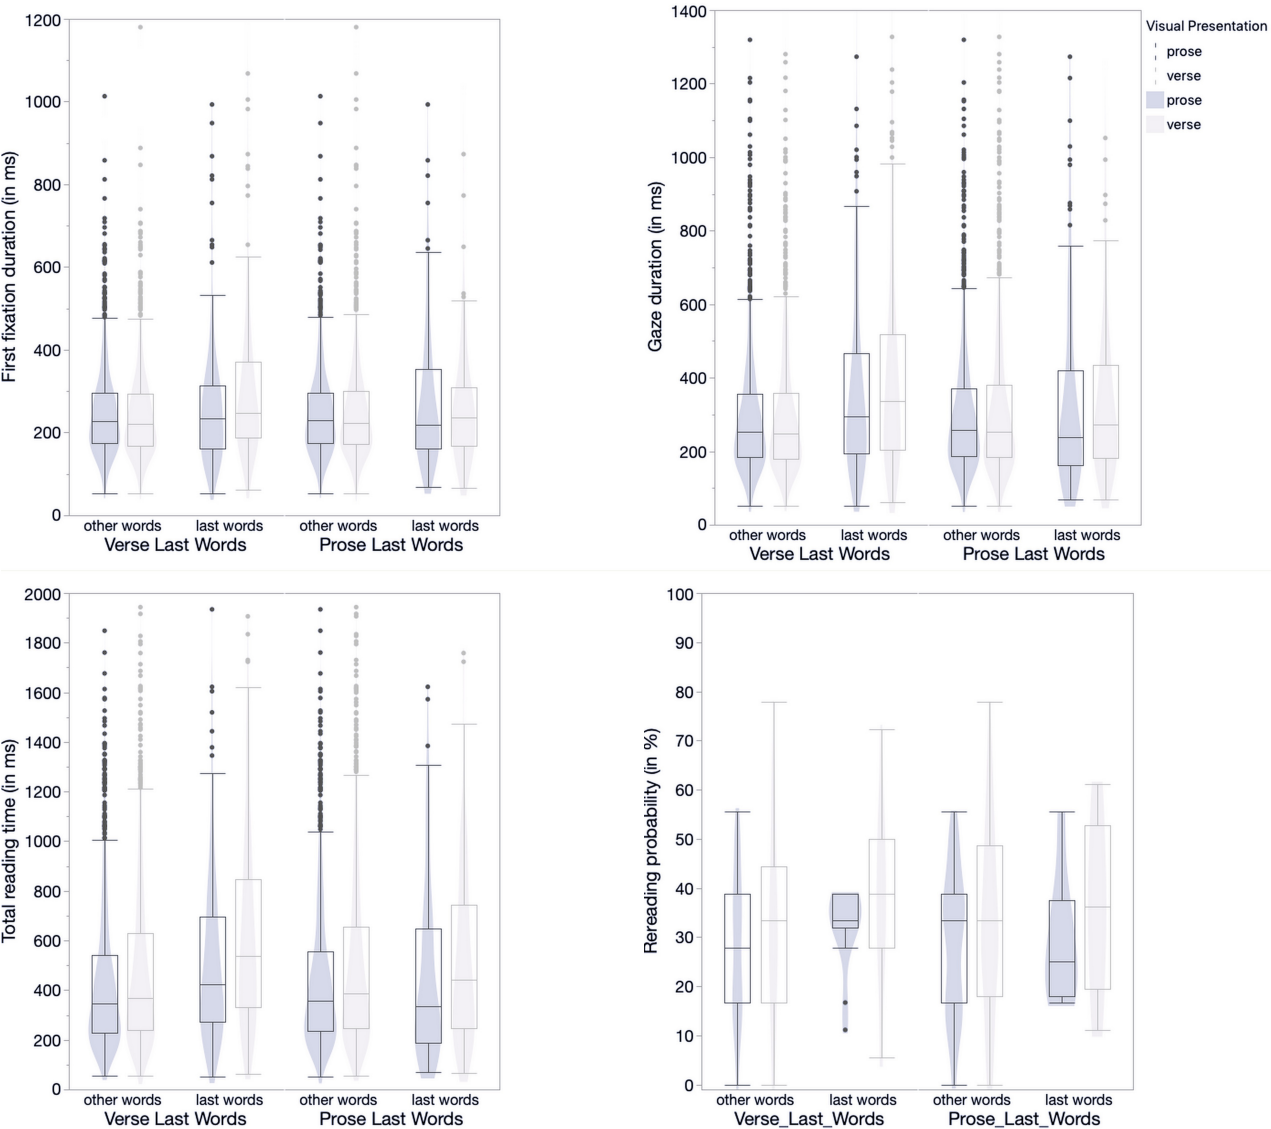 1200
1000
800
600
400
200
0
First fixation duration (in ms)
other words last words other words last words
Verse Last Words Prose Last Words
1400
1200
1000
800
600
400
200
0
Gaze duration (in ms)
other words last words other words last words
Verse Last Words Prose Last Words
Visual Presentation
prose
verse
prose
verse
2000
1800
1600
1400
1200
1000
800
600
400
200
0
Total reading time (in ms)
other words last words other words last words
Verse Last Words Prose Last Words
100
90
80
70
60
50
40
30
20
10
0
Rereading probability (in %)
other words last words other words last words
Verse_Last_Words Prose_Last_Words